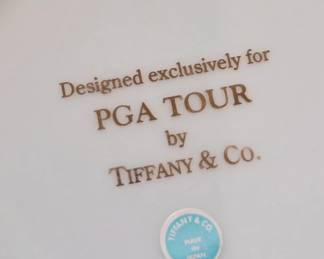 Designed exclusively for
PGA TOUR
by
TIFFANY & CO.
TIFFANY & CO.
MADE
IN
JAPAN